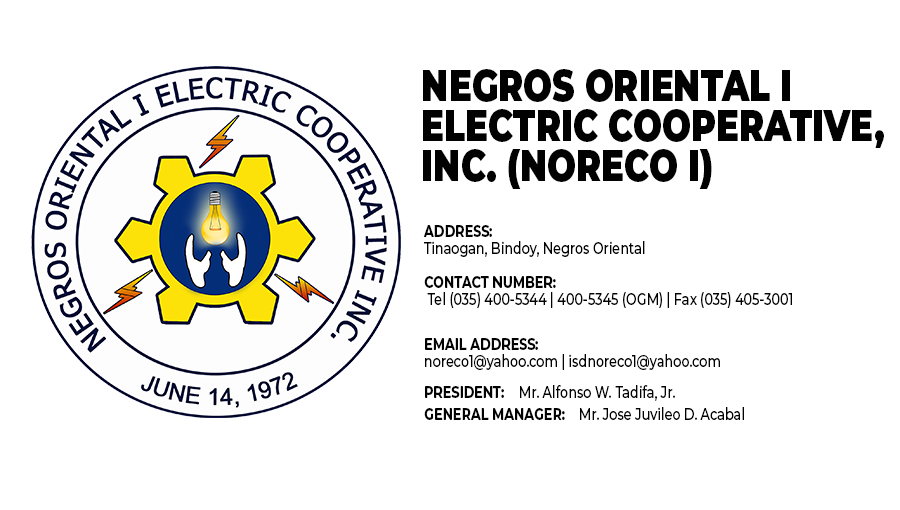 NEGROS ORIENTAL I ELECTRIC COOPERATIVE INC.
JUNE 14, 1972
NEGROS ORIENTAL I
ELECTRIC COOPERATIVE,
INC. (NORECO I)
ADDRESS:
Tinaogan, Bindoy, Negros Oriental
CONTACT NUMBER:
Tel (035) 400-5344 | 400-5345 (OGM) | Fax (035) 405-3001
EMAIL ADDRESS:
noreco1@yahoo.com | isdnoreco1@yahoo.com
PRESIDENT: Mr. Alfonso W. Tadifa, Jr.
GENERAL MANAGER: Mr. Jose Juvileo D. Acabal